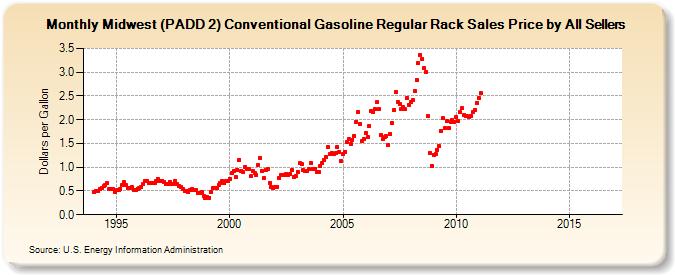 Monthly Midwest (PADD 2) Conventional Gasoline Regular Rack Sales Price by All Sellers
Dollars per Gallon
3.5
3.0
2.5
2.0
1.5
1.0
0.5
0.0
1995 2000 2005 2010 2015
Source: U.S. Energy Information Administration